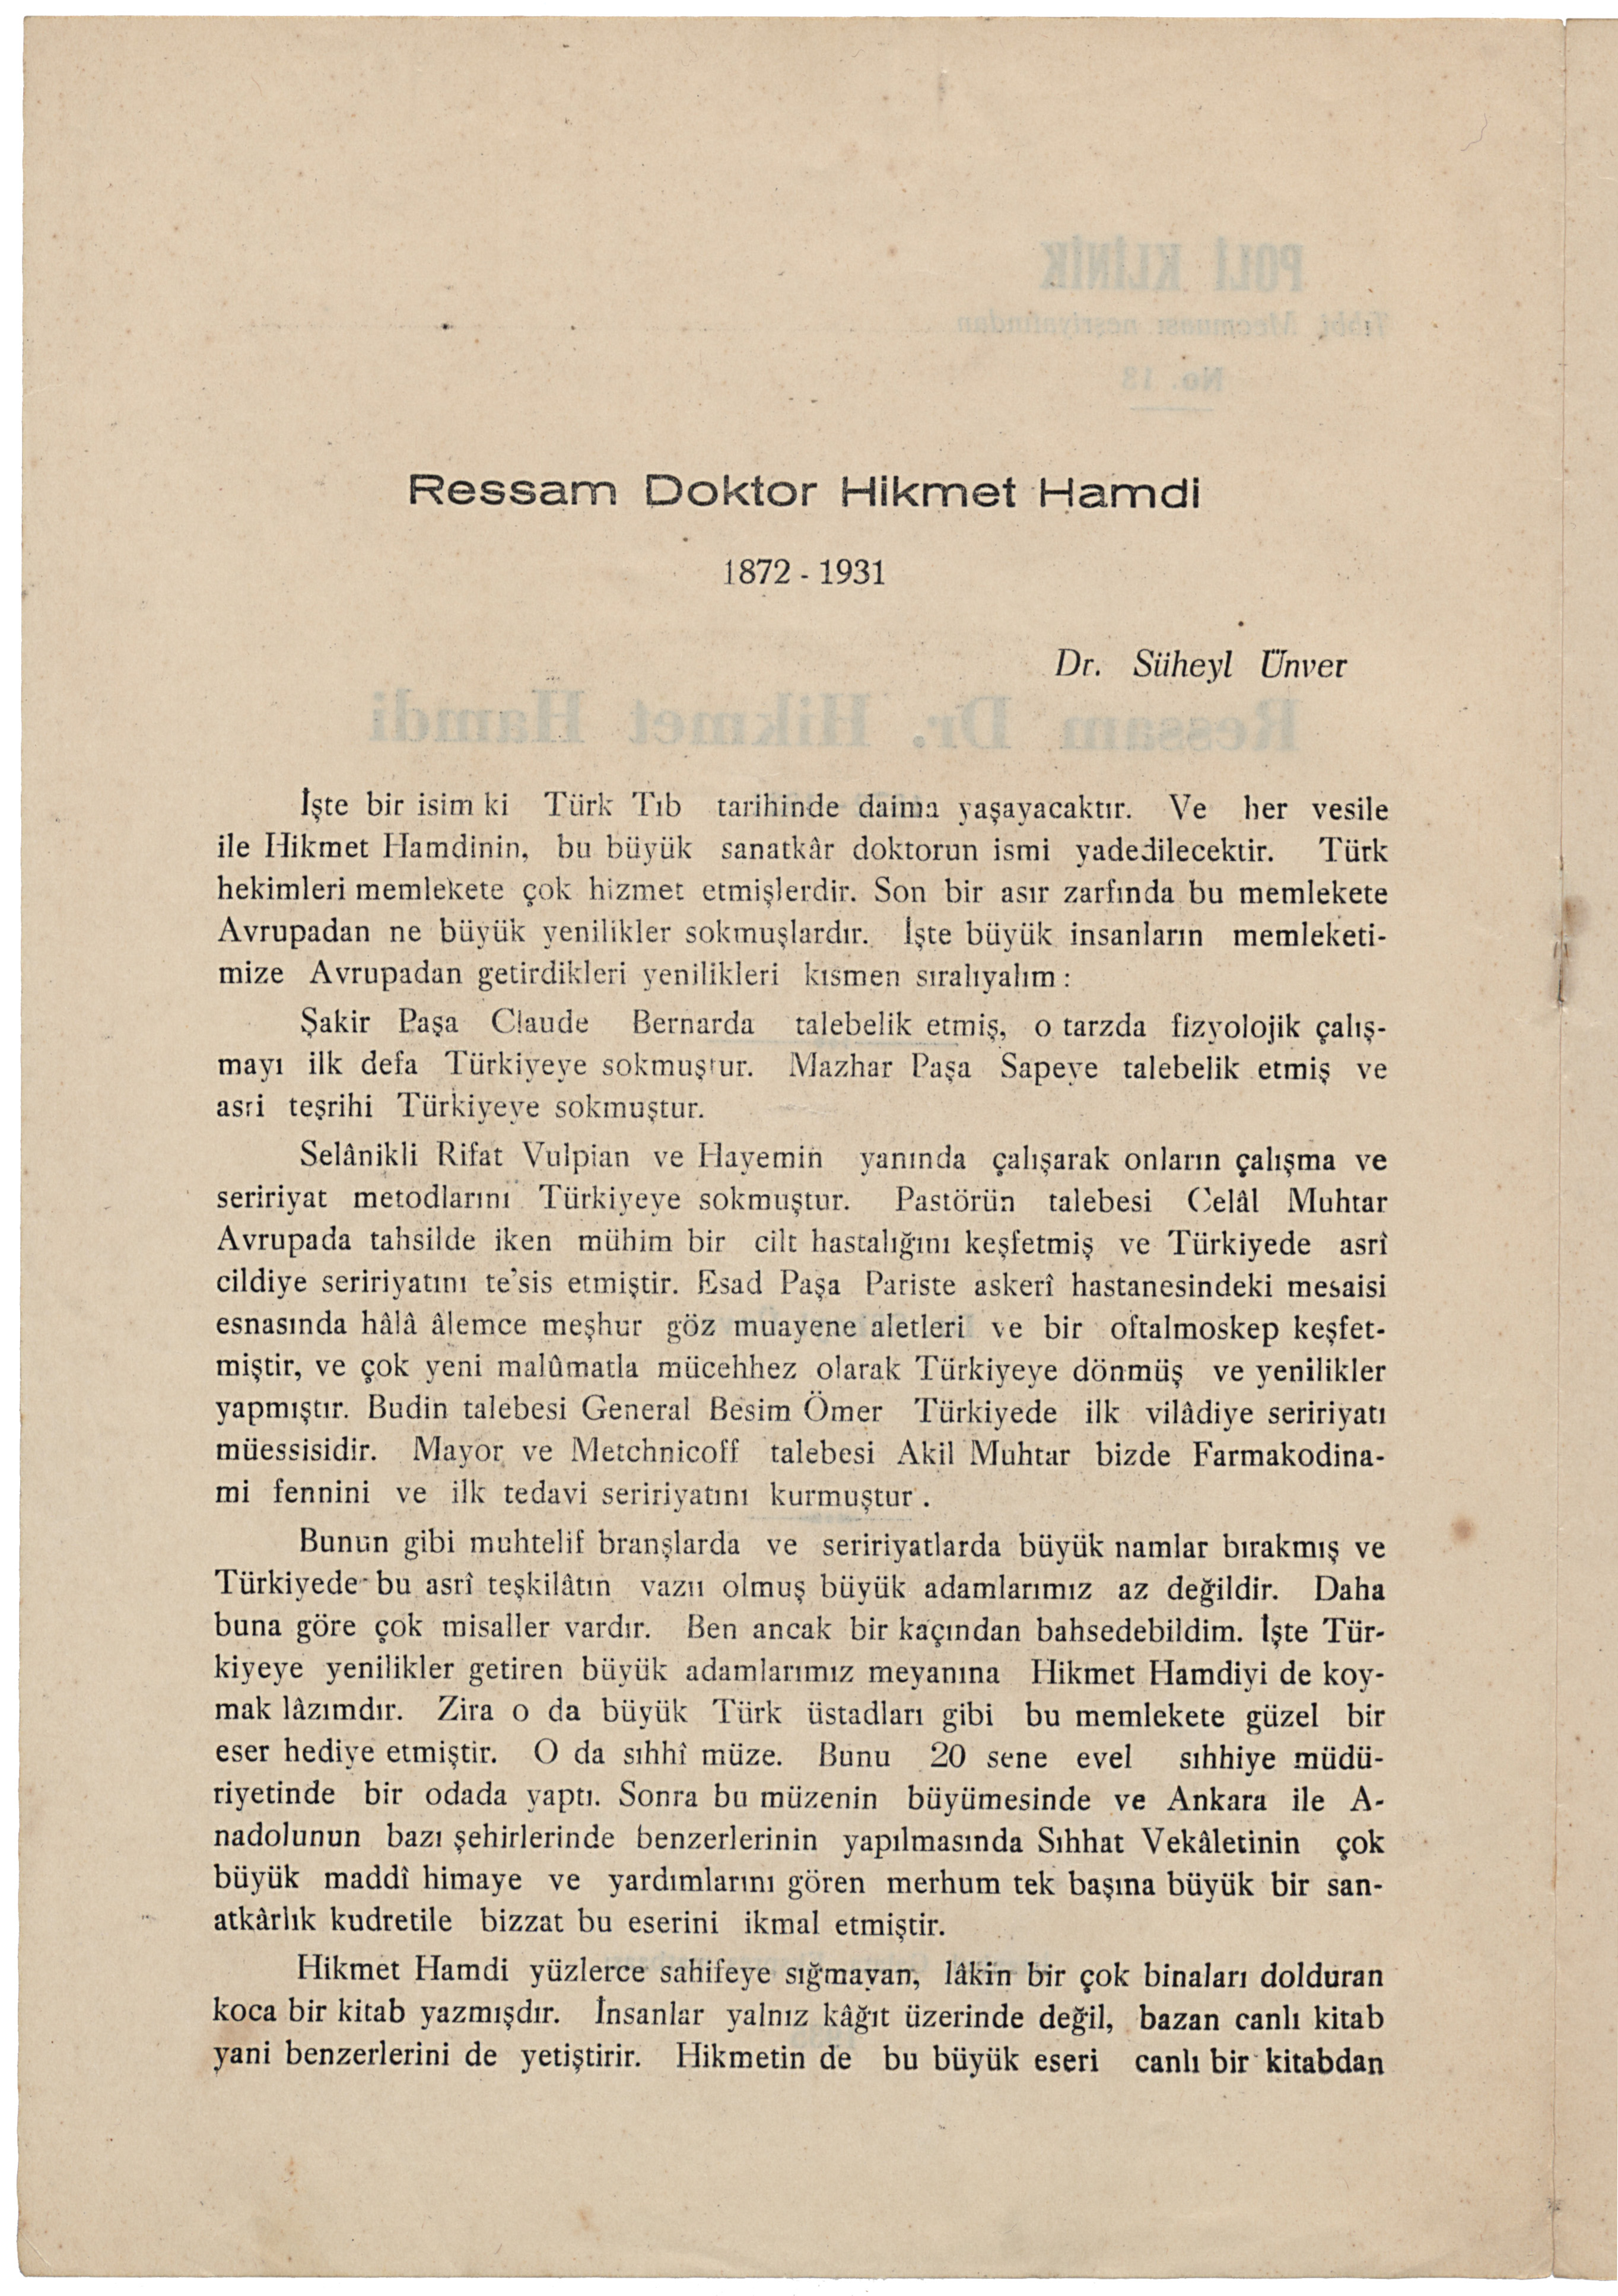 Ressam Doktor Hikmet Hamdi
1872 - 1931
Dr. Süheyl Ünver
İşte bir isim ki Türk Tıb tarihinde daima yaşayacaktır. Ve her vesile
ile Hikmet Hamdinin, bu büyük sanatkâr doktorun ismi yadedilecektir. Türk
hekimleri memlekete çok hizmet etmişlerdir. Son bir asır zarfında bu memlekete
Avrupadan ne büyük yenilikler sokmuşlardır. İşte büyük insanların memleketi-
mize Avrupadan getirdikleri yenilikleri kısmen sıralıyalım :
Şakir Paşa Claude Bernarda talebelik etmiş, o tarzda fizyolojik çalış-
mayı ilk defa Türkiyeye sokmuştur. Mazhar Paşa Sapeye talebelik etmiş ve
asri teşrihi Türkiyeye sokmuştur.
Selânikli Rifat Vulpian ve Hayemin yanında çalışarak onların çalışma ve
seririyat metodlarını Türkiyeye sokmuştur. Pastörün talebesi Celâl Muhtar
Avrupada tahsilde iken mühim bir cilt hastalığını keşfetmiş ve Türkiyede asrî
cildiye seririyatını te'sis etmiştir. Esad Paşa Pariste askerî hastanesindeki mesaisi
esnasında hâlâ âlemce meşhur göz muayene aletleri ve bir oftalmoskep keşfet-
miştir, ve çok yeni malûmatla mücehhez olarak Türkiyeye dönmüş ve yenilikler
yapmıştır. Budin talebesi General Besim Ömer Türkiyede ilk vilâdiye seririyatı
müessisidir. Mayor ve Metchnicoff talebesi Akil Muhtar bizde Farmakodina-
mi fennini ve ilk tedavi seririyatını kurmuştur .
Bunun gibi muhtelif branşlarda ve seririyatlarda büyük namlar bırakmış ve
Türkiyede bu asrî teşkilâtın vazıı olmuş büyük adamlarımız az değildir. Daha
buna göre çok misaller vardır. Ben ancak bir kaçından bahsedebildim. İşte Tür-
kiyeye yenilikler getiren büyük adamlarımız meyanına Hikmet Hamdiyi de koy-
mak lâzımdır. Zira o da büyük Türk üstadları gibi bu memlekete güzel bir
eser hediye etmiştir. O da sıhhî müze. Bunu 20 sene evel sıhhiye müdü-
riyetinde bir odada yaptı. Sonra bu müzenin büyümesinde ve Ankara ile A-
nadolunun bazı şehirlerinde benzerlerinin yapılmasında Sıhhat Vekâletinin çok
büyük maddî himaye ve yardımlarını gören merhum tek başına büyük bir san-
atkârlık kudretile bizzat bu eserini ikmal etmiştir.
Hikmet Hamdi yüzlerce sahifeye sığmayan, lâkin bir çok binaları dolduran
koca bir kitab yazmışdır. İnsanlar yalnız kâğıt üzerinde değil, bazan canlı kitab
yani benzerlerini de yetiştirir. Hikmetin de bu büyük eseri canlı bir kitabdan